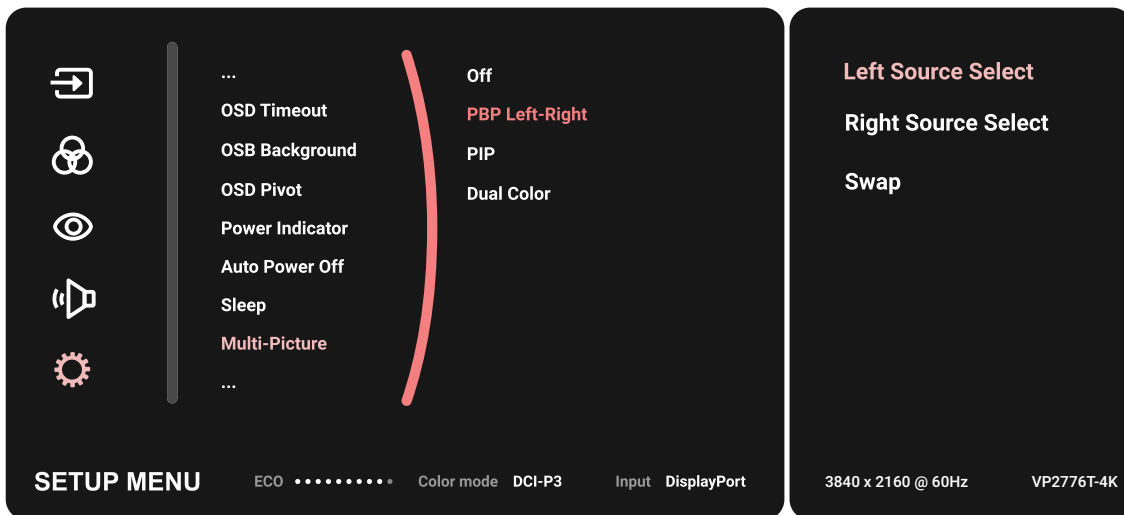 ...
OSD Timeout
OSB Background
OSD Pivot
Power Indicator
Auto Power Off
Sleep
Multi-Picture
...
Off
PBP Left-Right
PIP
Dual Color
Left Source Select
Right Source Select
Swap
SETUP MENU
ECO
Color mode DCI-P3
Input DisplayPort
3840 x 2160 @ 60Hz
VP2776T-4K